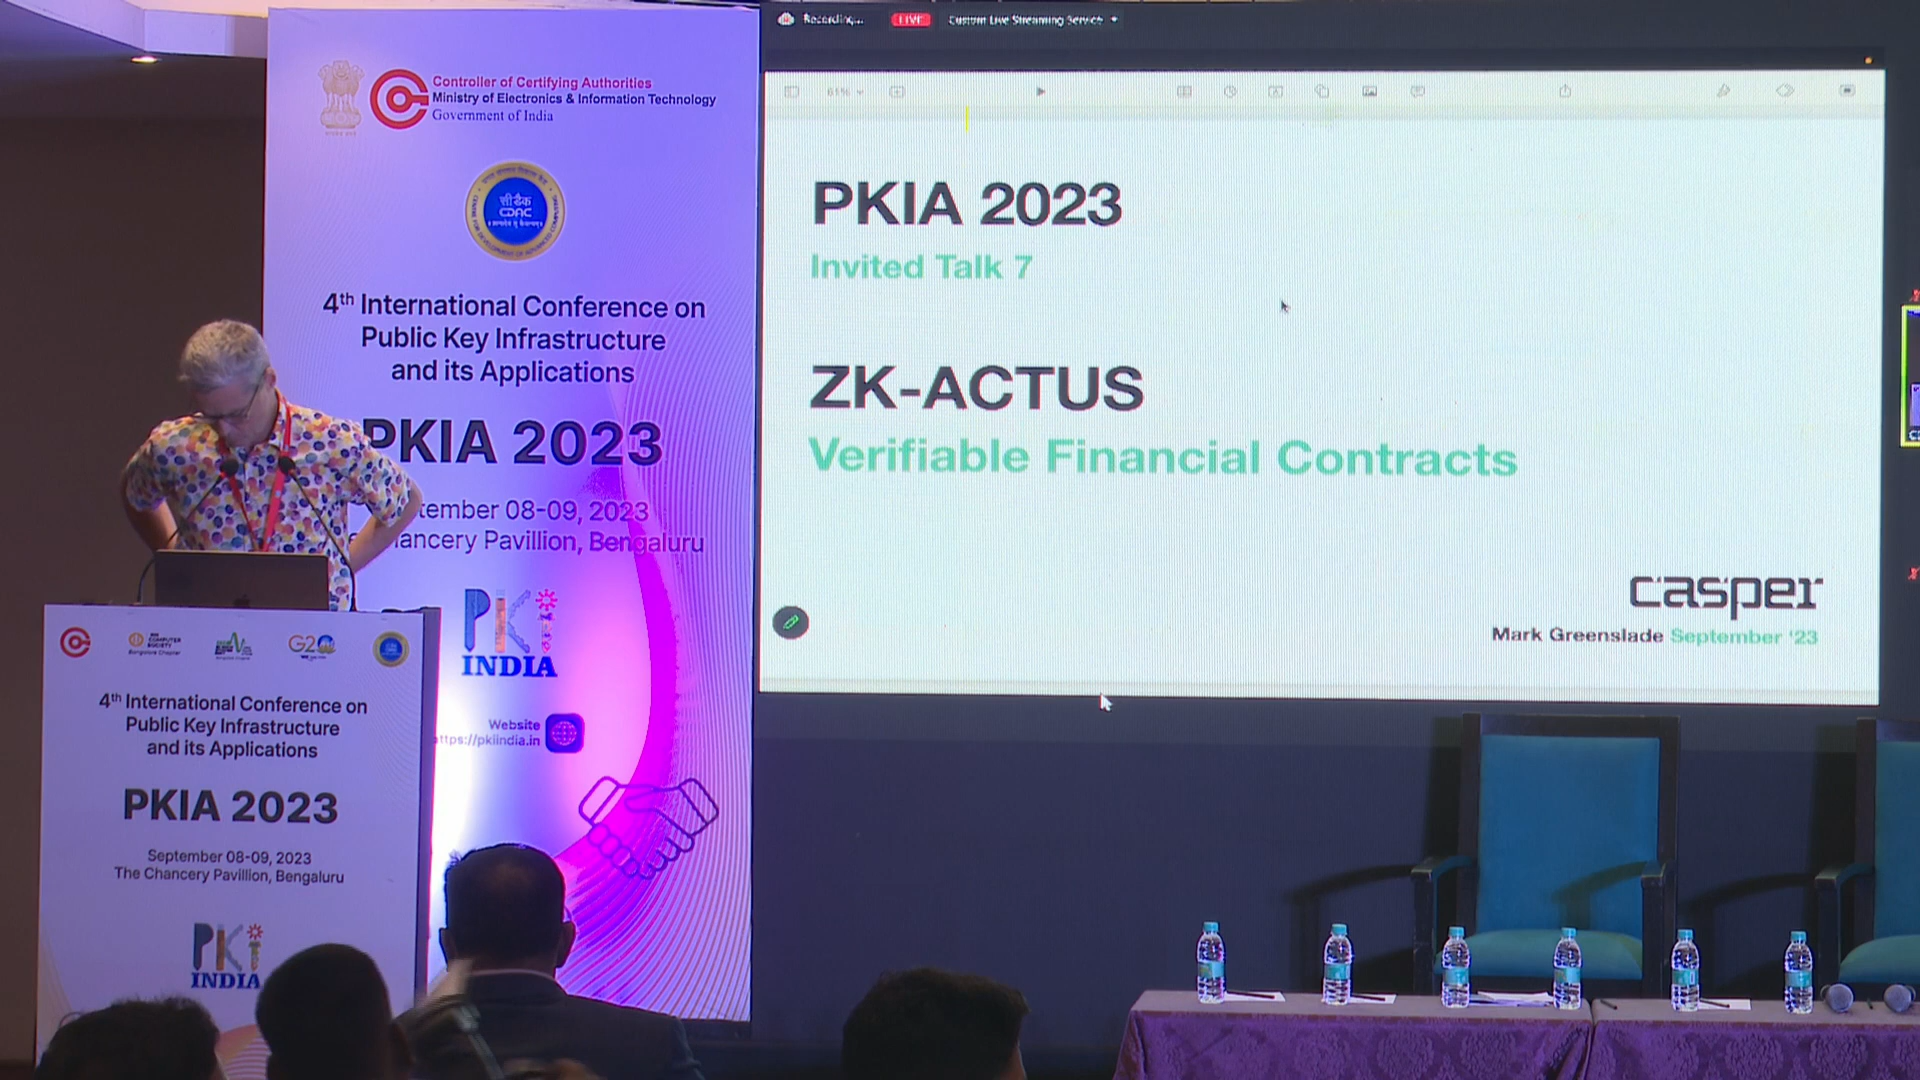 Controller of Certifying Authorities
Ministry of Electronics & Information Technology
Government of India
सी डैक
CDAC
4th International Conference on
Public Key Infrastructure
and its Applications
PKIA 2023
tember 08-09, 2023
ancery Pavillion, Bengaluru
PKI
INDIA
Website
ttps://pkiindia.in
COMPUTER
SOCIETY
G20
4th International Conference on
Public Key Infrastructure
and its Applications
PKIA 2023
September 08-09, 2023
The Chancery Pavillion, Bengaluru
PKI
INDIA
Recording...
LIVE
Custom Live Streaming Service
61%
PKIA 2023
Invited Talk 7
ZK-ACTUS
Verifiable Financial Contracts
casper
Mark Greenslade September '23